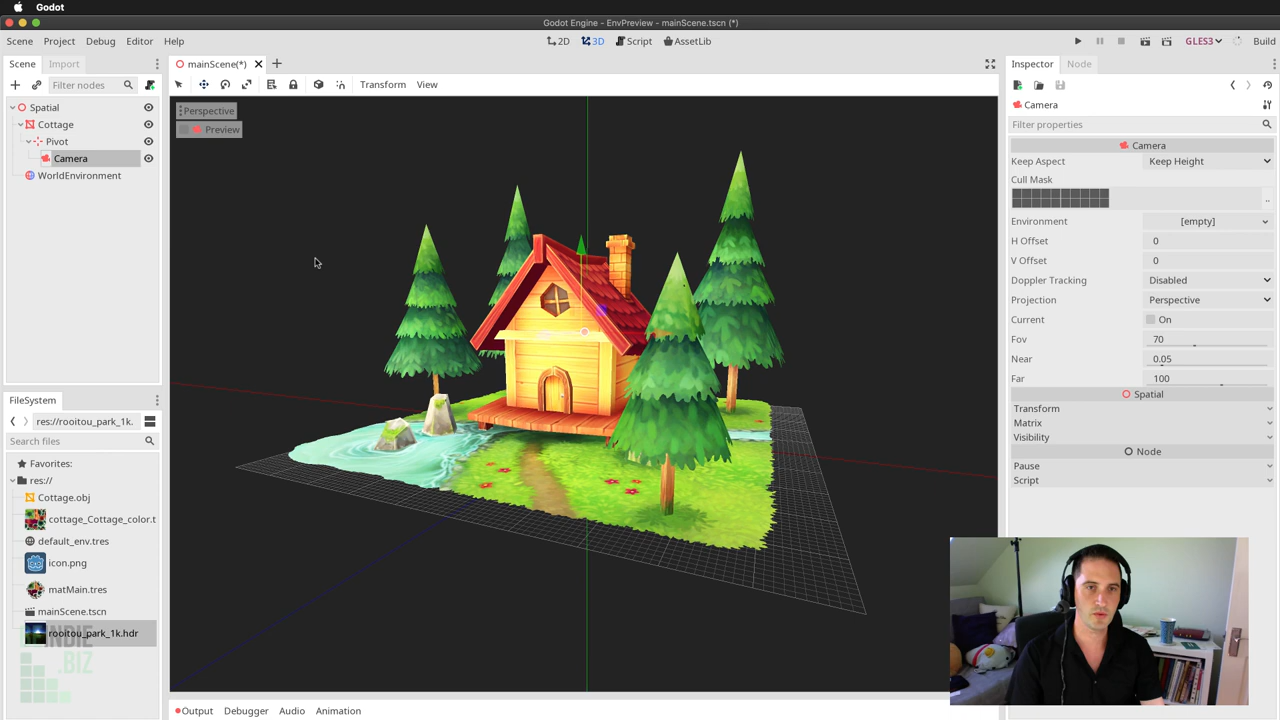 Godot
Godot Engine - EnvPreview - mainScene.tscn (*)
Scene Project Debug Editor Help
2D 3D Script AssetLib
GLES3 Build
Scene Import
mainScene(*)
Inspector Node
Filter nodes
Transform View
Spatial
Cottage
Pivot
Camera
WorldEnvironment
Perspective
Preview
Camera
Filter properties
Camera
Keep Aspect Keep Height
Cull Mask
..
Environment [empty]
H Offset 0
V Offset 0
Doppler Tracking Disabled
Projection Perspective
Current On
Fov 70
Near 0.05
Far 100
Spatial
Transform
Matrix
Visibility
Node
Pause
Script
FileSystem
res://rooitou_park_1k.
Search files
Favorites:
res://
Cottage.obj
cottage_Cottage_color.t
default_env.tres
icon.png
matMain.tres
mainScene.tscn
rooitou_park_1k.hdr
INDIE
.BIZ
Output Debugger Audio Animation